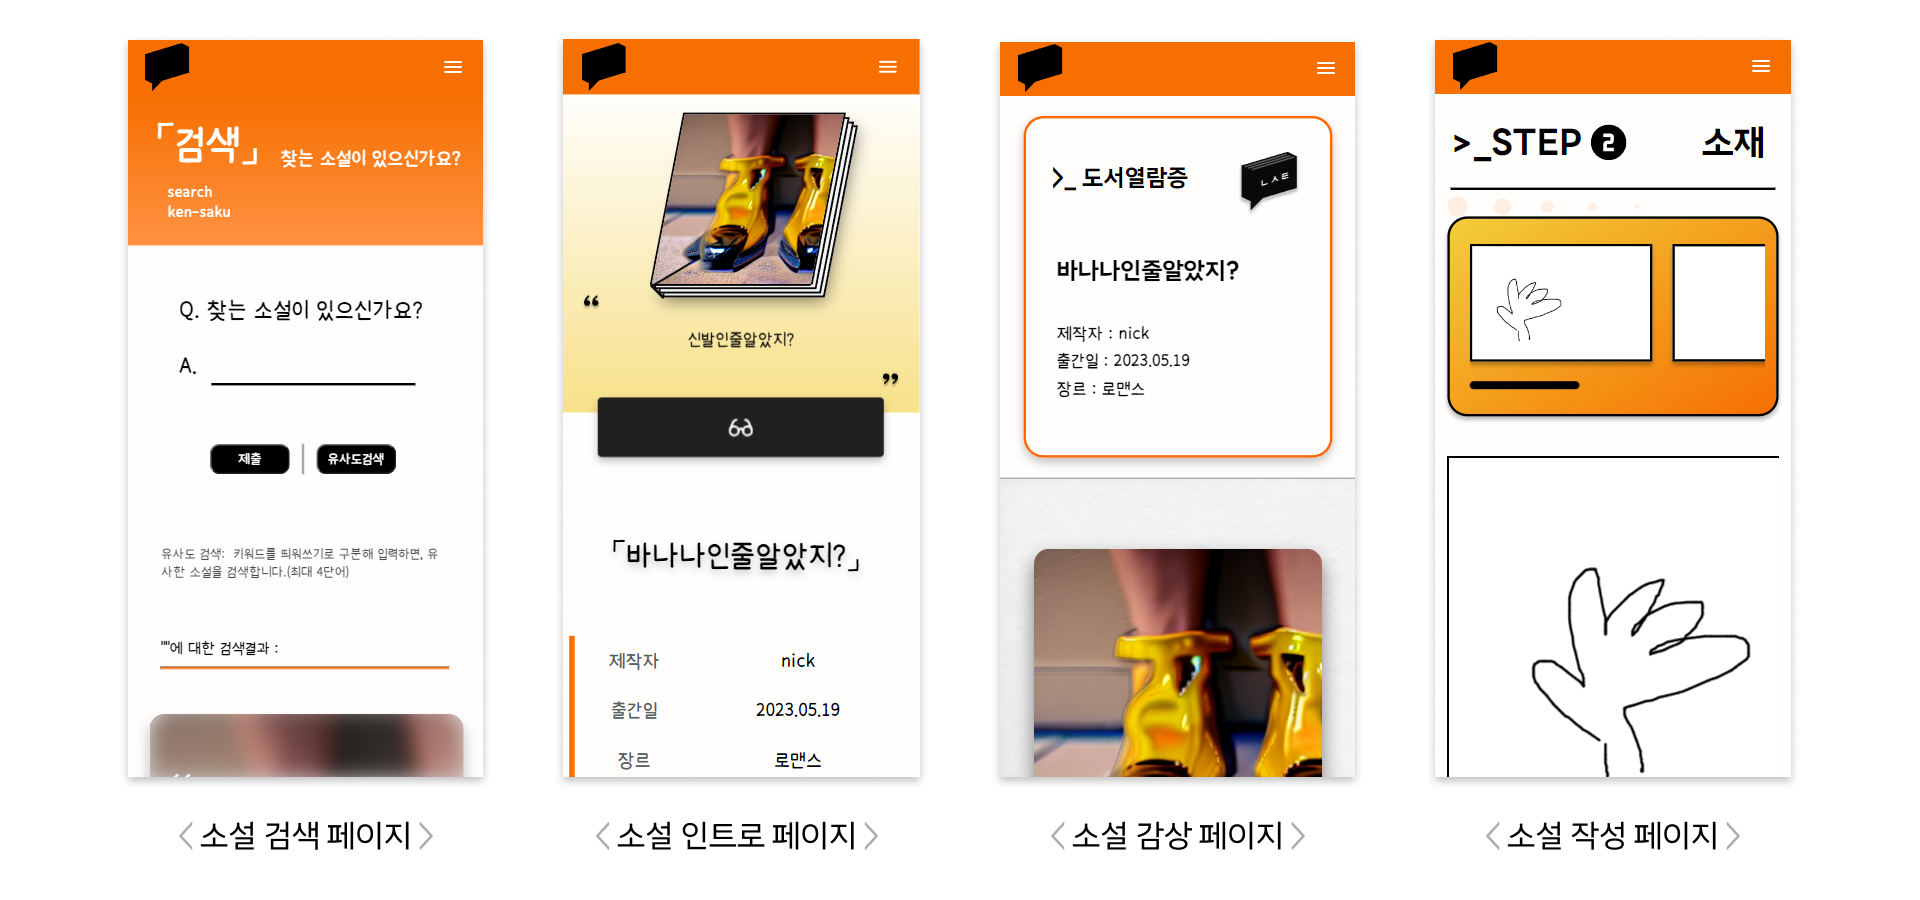 「검색」 찾는 소설이 있으신가요?
search
ken-saku
Q. 찾는 소설이 있으신가요?
A.
제출 | 유사도검색
유사도 검색: 키워드를 띄워쓰기로 구분해 입력하면, 유
사한 소설을 검색합니다.(최대 4단어)
""에 대한 검색결과 :
“
〈 소설 검색 페이지 〉
“
신발인줄알았지?
”
「바나나인줄알았지?」
제작자 nick
출간일 2023.05.19
장르 로맨스
〈 소설 인트로 페이지 〉
>_ 도서열람증
ㄴㅅㅌ
바나나인줄알았지?
제작자 : nick
출간일 : 2023.05.19
장르 : 로맨스
〈 소설 감상 페이지 〉
>_STEP 2 소재
〈 소설 작성 페이지 〉